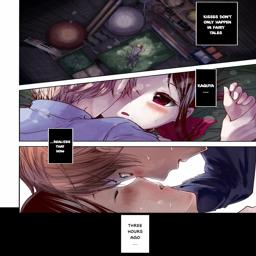 KISSES DON'T
ONLY HAPPEN
IN FAIRY
TALES
KAGUYA
....
...REALIZED
THAT
NOW
THREE
HOURS
AGO
...